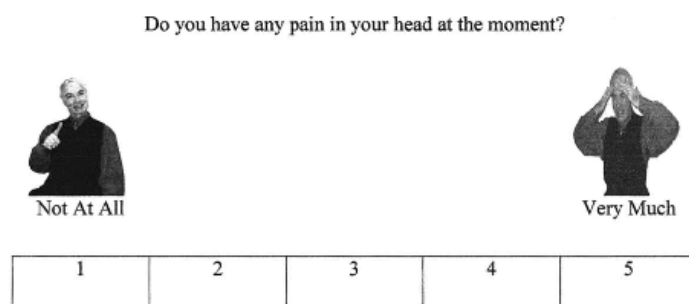 Do you have any pain in your head at the moment?
Not At All Very Much
1 2 3 4 5